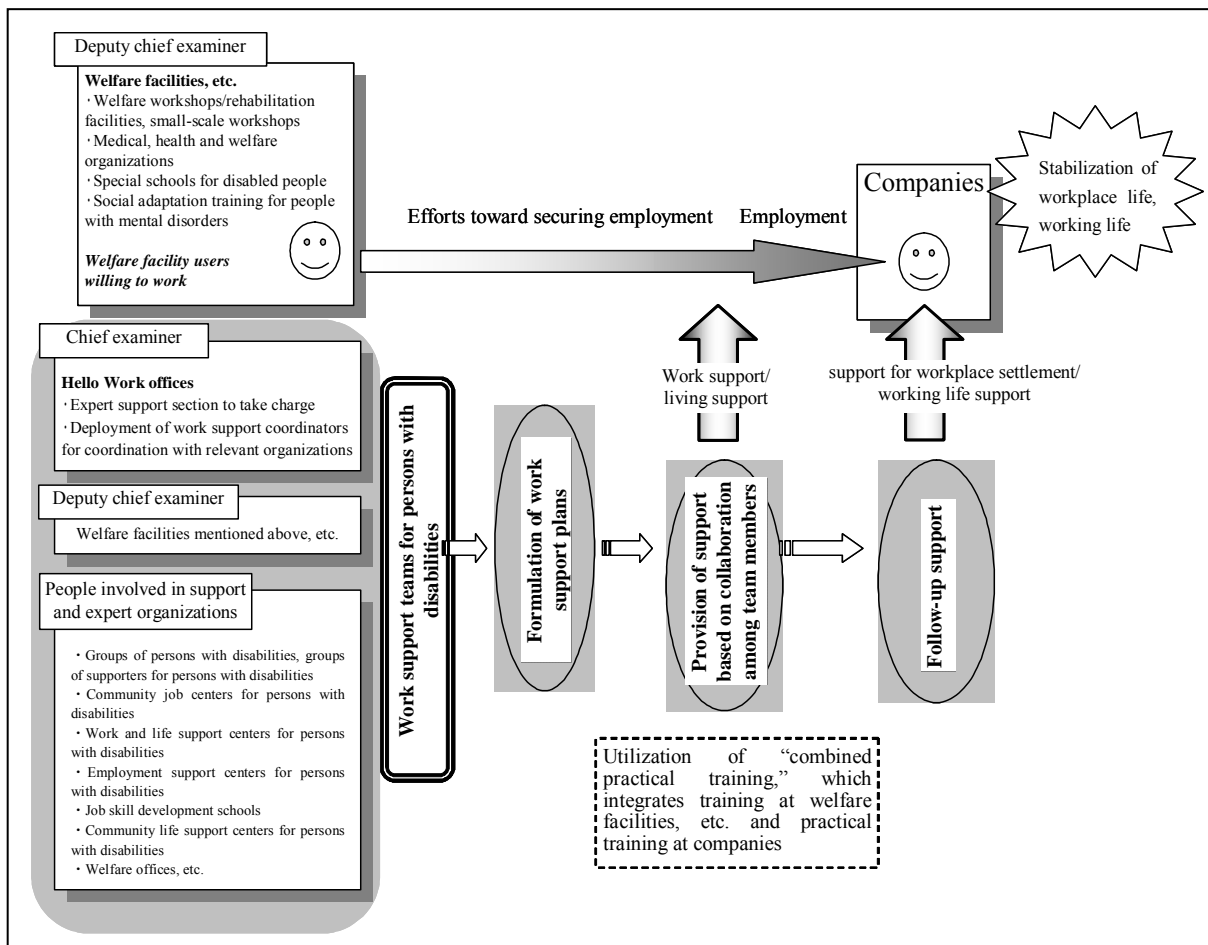 Deputy chief examiner
Welfare facilities, etc.
・Welfare workshops/rehabilitation
facilities, small-scale workshops
・Medical, health and welfare
organizations
・Special schools for disabled people
・Social adaptation training for people
with mental disorders
Welfare facility users
willing to work
Efforts toward securing employment
Employment
Companies
Stabilization of
workplace life,
working life
Chief examiner
Hello Work offices
・Expert support section to take charge
・Deployment of work support coordinators
for coordination with relevant organizations
Deputy chief examiner
Welfare facilities mentioned above, etc.
People involved in support
and expert organizations
・Groups of persons with disabilities, groups
of supporters for persons with disabilities
・Community job centers for persons with
disabilities
・Work and life support centers for persons
with disabilities
・Employment support centers for persons
with disabilities
・Job skill development schools
・Community life support centers for persons
with disabilities
・Welfare offices, etc.
Work support teams for persons with
disabilities
Formulation of work
support plans
Work support/
living support
Provision of support
based on collaboration
among team members
support for workplace settlement/
working life support
Follow-up support
Utilization of “combined
practical training,” which
integrates training at welfare
facilities, etc. and practical
training at companies